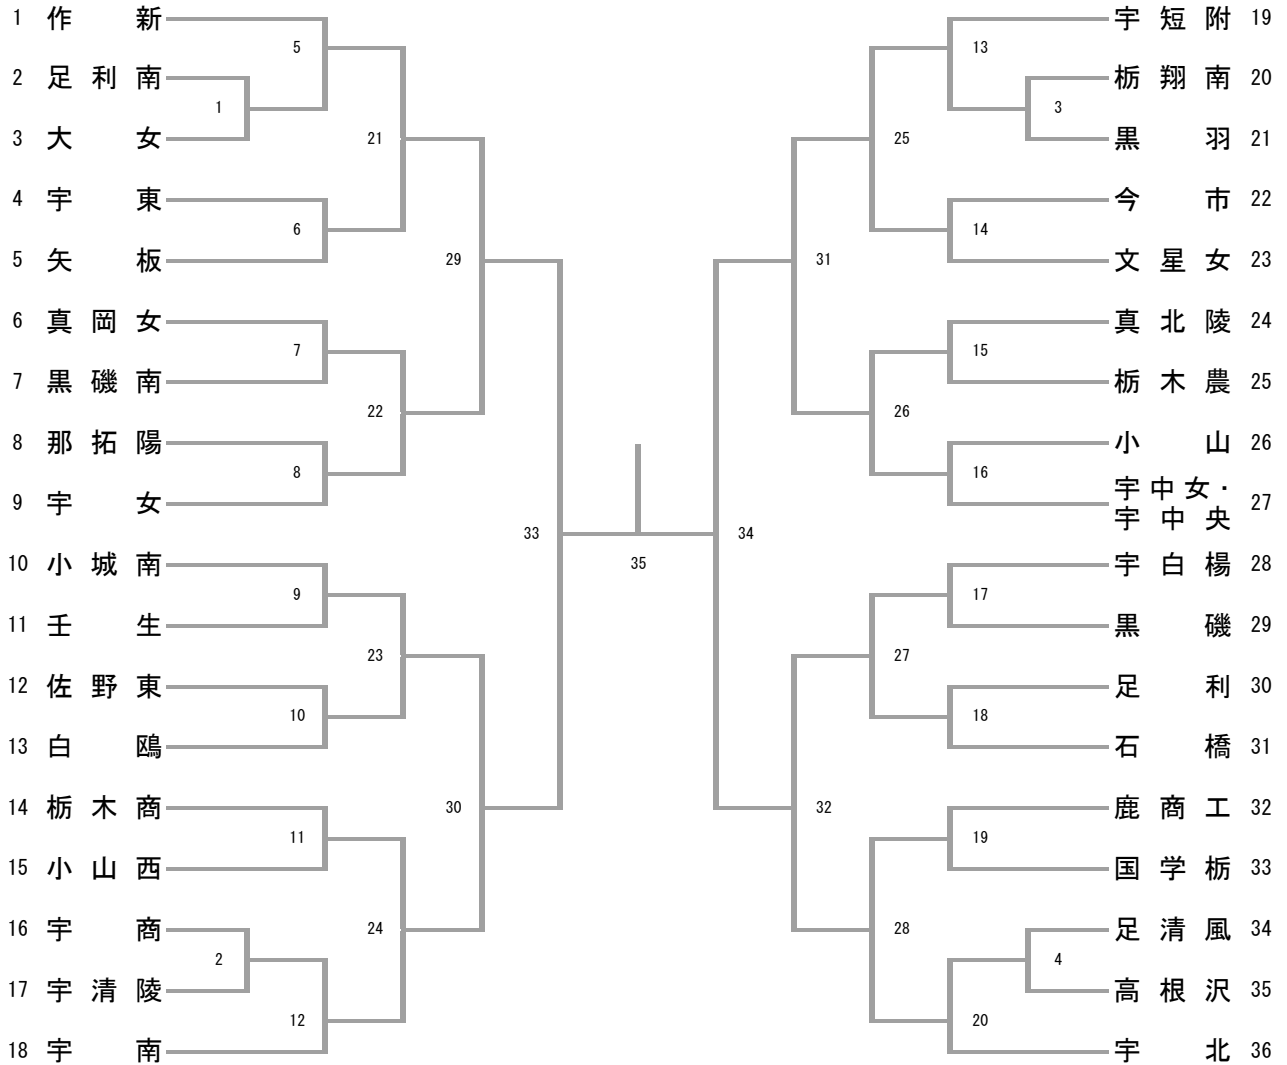 1 作新
2 足利南
3 大女
4 宇東
5 矢板
6 真岡女
7 黒磯南
8 那拓陽
9 宇女
10 小城南
11 壬生
12 佐野東
13 白鴎
14 栃木商
15 小山西
16 宇商
17 宇清陵
18 宇南
5
1
21
6
29
7
22
8
33
9
23
10
30
11
24
2
12
35
34
13
3
25
14
31
15
26
16
17
27
18
32
19
28
4
20
宇短附 19
栃翔南 20
黒羽 21
今市 22
文星女 23
真北陵 24
栃木農 25
小山 26
宇中女・
宇中央 27
宇白楊 28
黒磯 29
足利 30
石橋 31
鹿商工 32
国学栃 33
足清風 34
高根沢 35
宇北 36